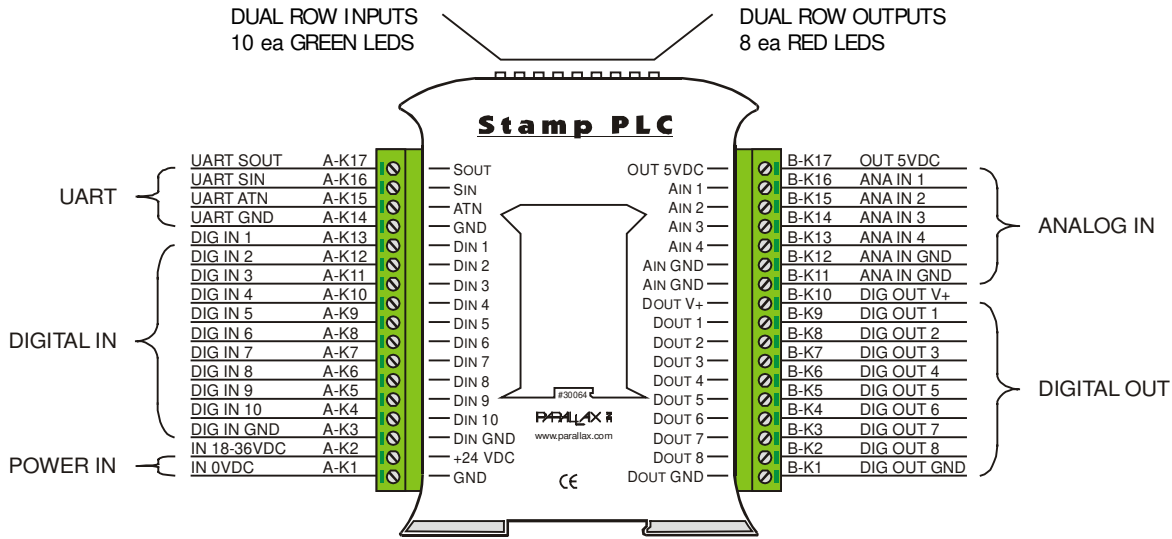 DUAL ROW INPUTS
10 ea GREEN LEDS
DUAL ROW OUTPUTS
8 ea RED LEDS
Stamp PLC
UART
DIGITAL IN
POWER IN
UART SOUT A-K17
UART SIN A-K16
UART ATN A-K15
UART GND A-K14
DIG IN 1 A-K13
DIG IN 2 A-K12
DIG IN 3 A-K11
DIG IN 4 A-K10
DIG IN 5 A-K9
DIG IN 6 A-K8
DIG IN 7 A-K7
DIG IN 8 A-K6
DIG IN 9 A-K5
DIG IN 10 A-K4
DIG IN GND A-K3
IN 18-36VDC A-K2
IN 0VDC A-K1
SOUT
SIN
ATN
GND
DIN 1
DIN 2
DIN 3
DIN 4
DIN 5
DIN 6
DIN 7
DIN 8
DIN 9
DIN 10
DIN GND
+24 VDC
GND
#30064
PARALLAX
www.parallax.com
CE
OUT 5VDC
AIN 1
AIN 2
AIN 3
AIN 4
AIN GND
AIN GND
DOUT V+
DOUT 1
DOUT 2
DOUT 3
DOUT 4
DOUT 5
DOUT 6
DOUT 7
DOUT 8
DOUT GND
B-K17 OUT 5VDC
B-K16 ANA IN 1
B-K15 ANA IN 2
B-K14 ANA IN 3
B-K13 ANA IN 4
B-K12 ANA IN GND
B-K11 ANA IN GND
B-K10 DIG OUT V+
B-K9 DIG OUT 1
B-K8 DIG OUT 2
B-K7 DIG OUT 3
B-K6 DIG OUT 4
B-K5 DIG OUT 5
B-K4 DIG OUT 6
B-K3 DIG OUT 7
B-K2 DIG OUT 8
B-K1 DIG OUT GND
ANALOG IN
DIGITAL OUT